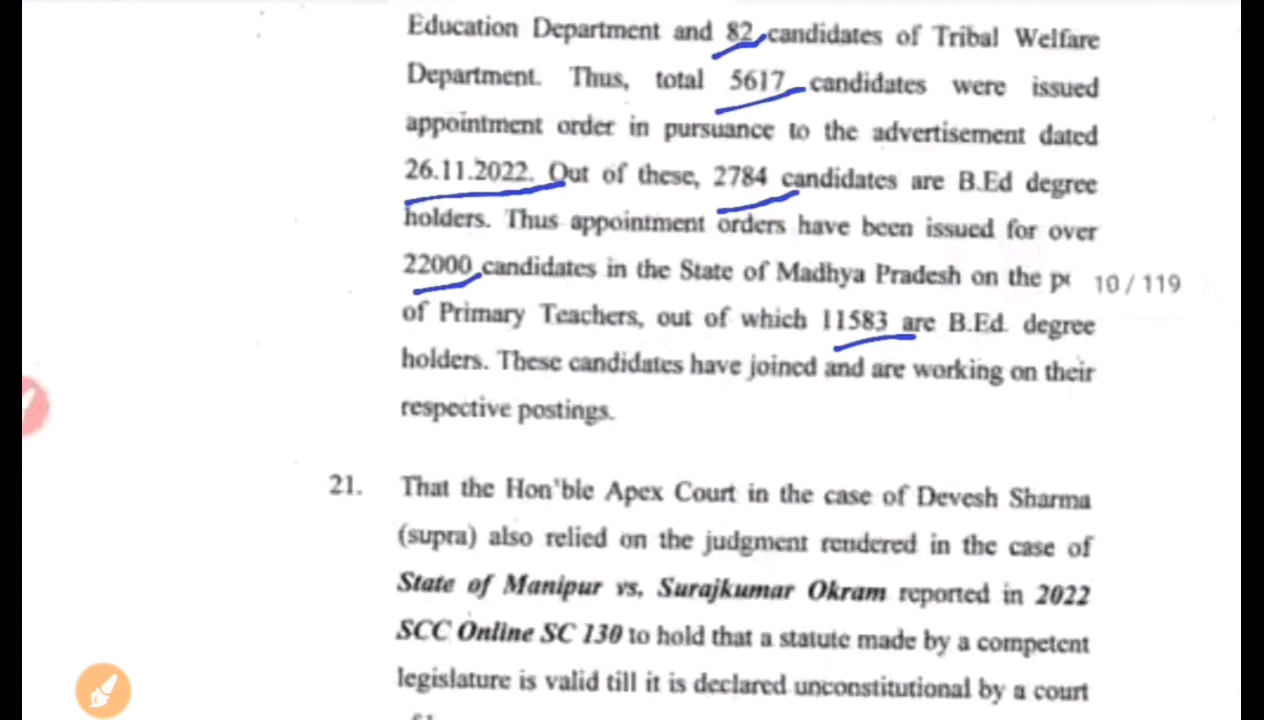 Education Department and 82 candidates of Tribal Welfare
Department. Thus, total 5617 candidates were issued
appointment order in pursuance to the advertisement dated
26.11.2022. Out of these, 2784 candidates are B.Ed degree
holders. Thus appointment orders have been issued for over
22000 candidates in the State of Madhya Pradesh on the
10 / 119
of Primary Teachers, out of which 11583 are B.Ed. degree
holders. These candidates have joined and are working on their
respective postings.
21. That the Hon'ble Apex Court in the case of Devesh Sharma
(supra) also relied on the judgment rendered in the case of
State of Manipur vs. Surajkumar Okram reported in 2022
SCC Online SC 130 to hold that a statute made by a competent
legislature is valid till it is declared unconstitutional by a court